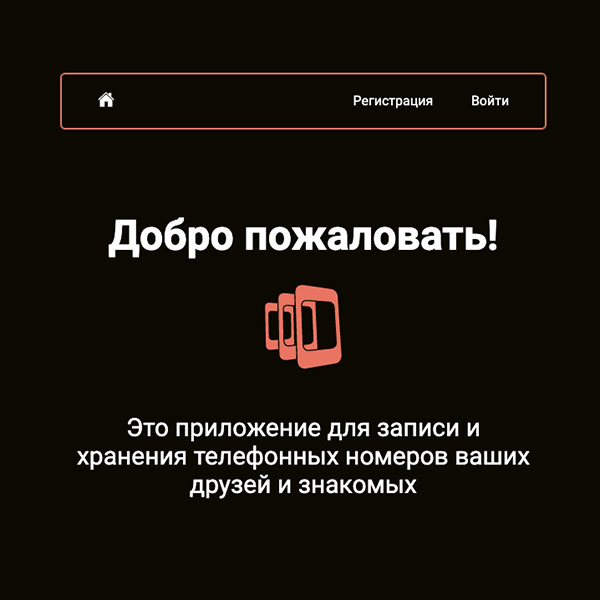 Регистрация Войти
Добро пожаловать!
Это приложение для записи и
хранения телефонных номеров ваших
друзей и знакомых